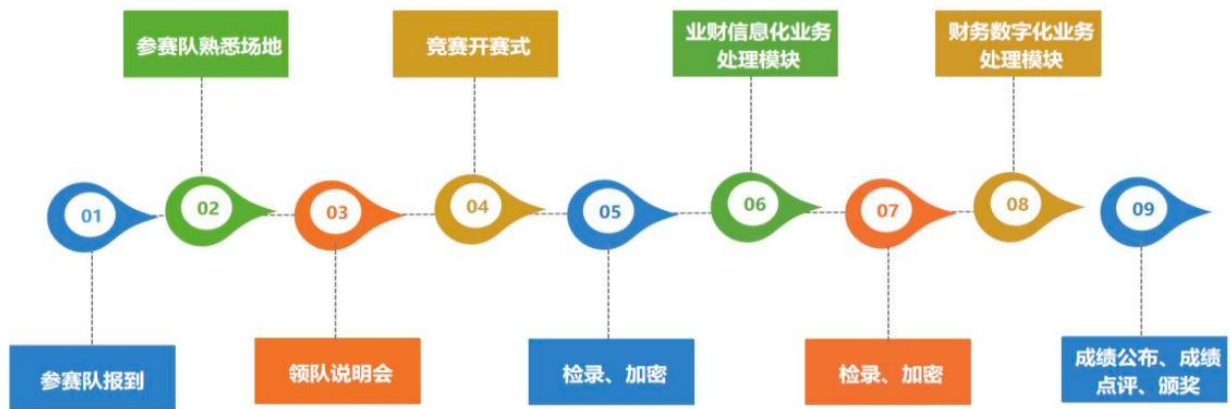 参赛队熟悉场地
竞赛开赛式
业财信息化业务
处理模块
财务数字化业务
处理模块
01
02
03
04
05
06
07
08
09
参赛队报到
领队说明会
检录、加密
检录、加密
成绩公布、成绩
点评、颁奖